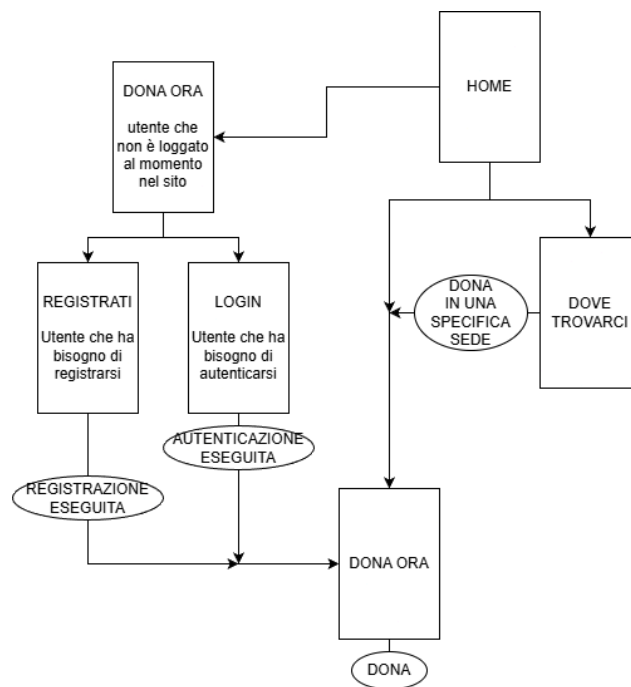 HOME
DONA ORA
utente che
non è loggato
al momento
nel sito
REGISTRATI
Utente che ha
bisogno di
registrarsi
LOGIN
Utente che ha
bisogno di
autenticarsi
DONA
IN UNA
SPECIFICA
SEDE
DOVE
TROVARCI
AUTENTICAZIONE
ESEGUITA
REGISTRAZIONE
ESEGUITA
DONA ORA
DONA